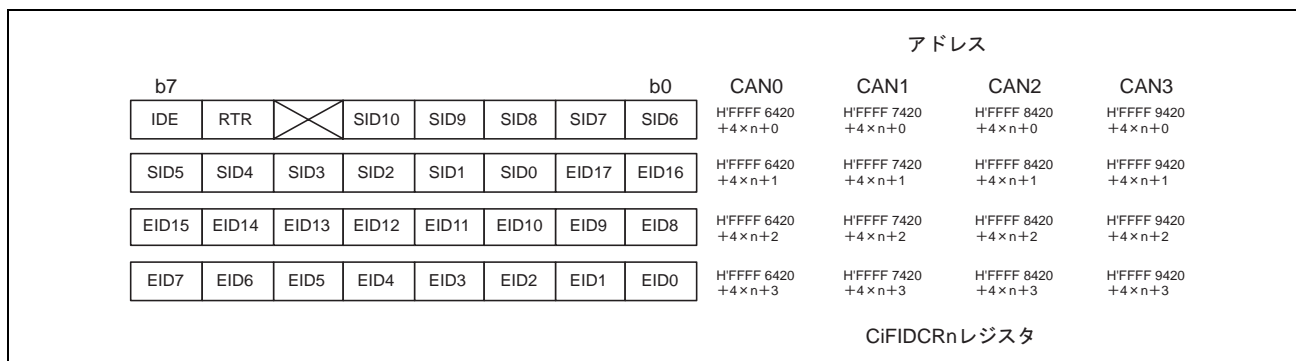 アドレス
b7 b0 CAN0 CAN1 CAN2 CAN3
IDE RTR SID10 SID9 SID8 SID7 SID6 H'FFFF 6420 H'FFFF 7420 H'FFFF 8420 H'FFFF 9420
+4×n+0 +4×n+0 +4×n+0 +4×n+0
SID5 SID4 SID3 SID2 SID1 SID0 EID17 EID16 H'FFFF 6420 H'FFFF 7420 H'FFFF 8420 H'FFFF 9420
+4×n+1 +4×n+1 +4×n+1 +4×n+1
EID15 EID14 EID13 EID12 EID11 EID10 EID9 EID8 H'FFFF 6420 H'FFFF 7420 H'FFFF 8420 H'FFFF 9420
+4×n+2 +4×n+2 +4×n+2 +4×n+2
EID7 EID6 EID5 EID4 EID3 EID2 EID1 EID0 H'FFFF 6420 H'FFFF 7420 H'FFFF 8420 H'FFFF 9420
+4×n+3 +4×n+3 +4×n+3 +4×n+3
CiFIDCRnレジスタ